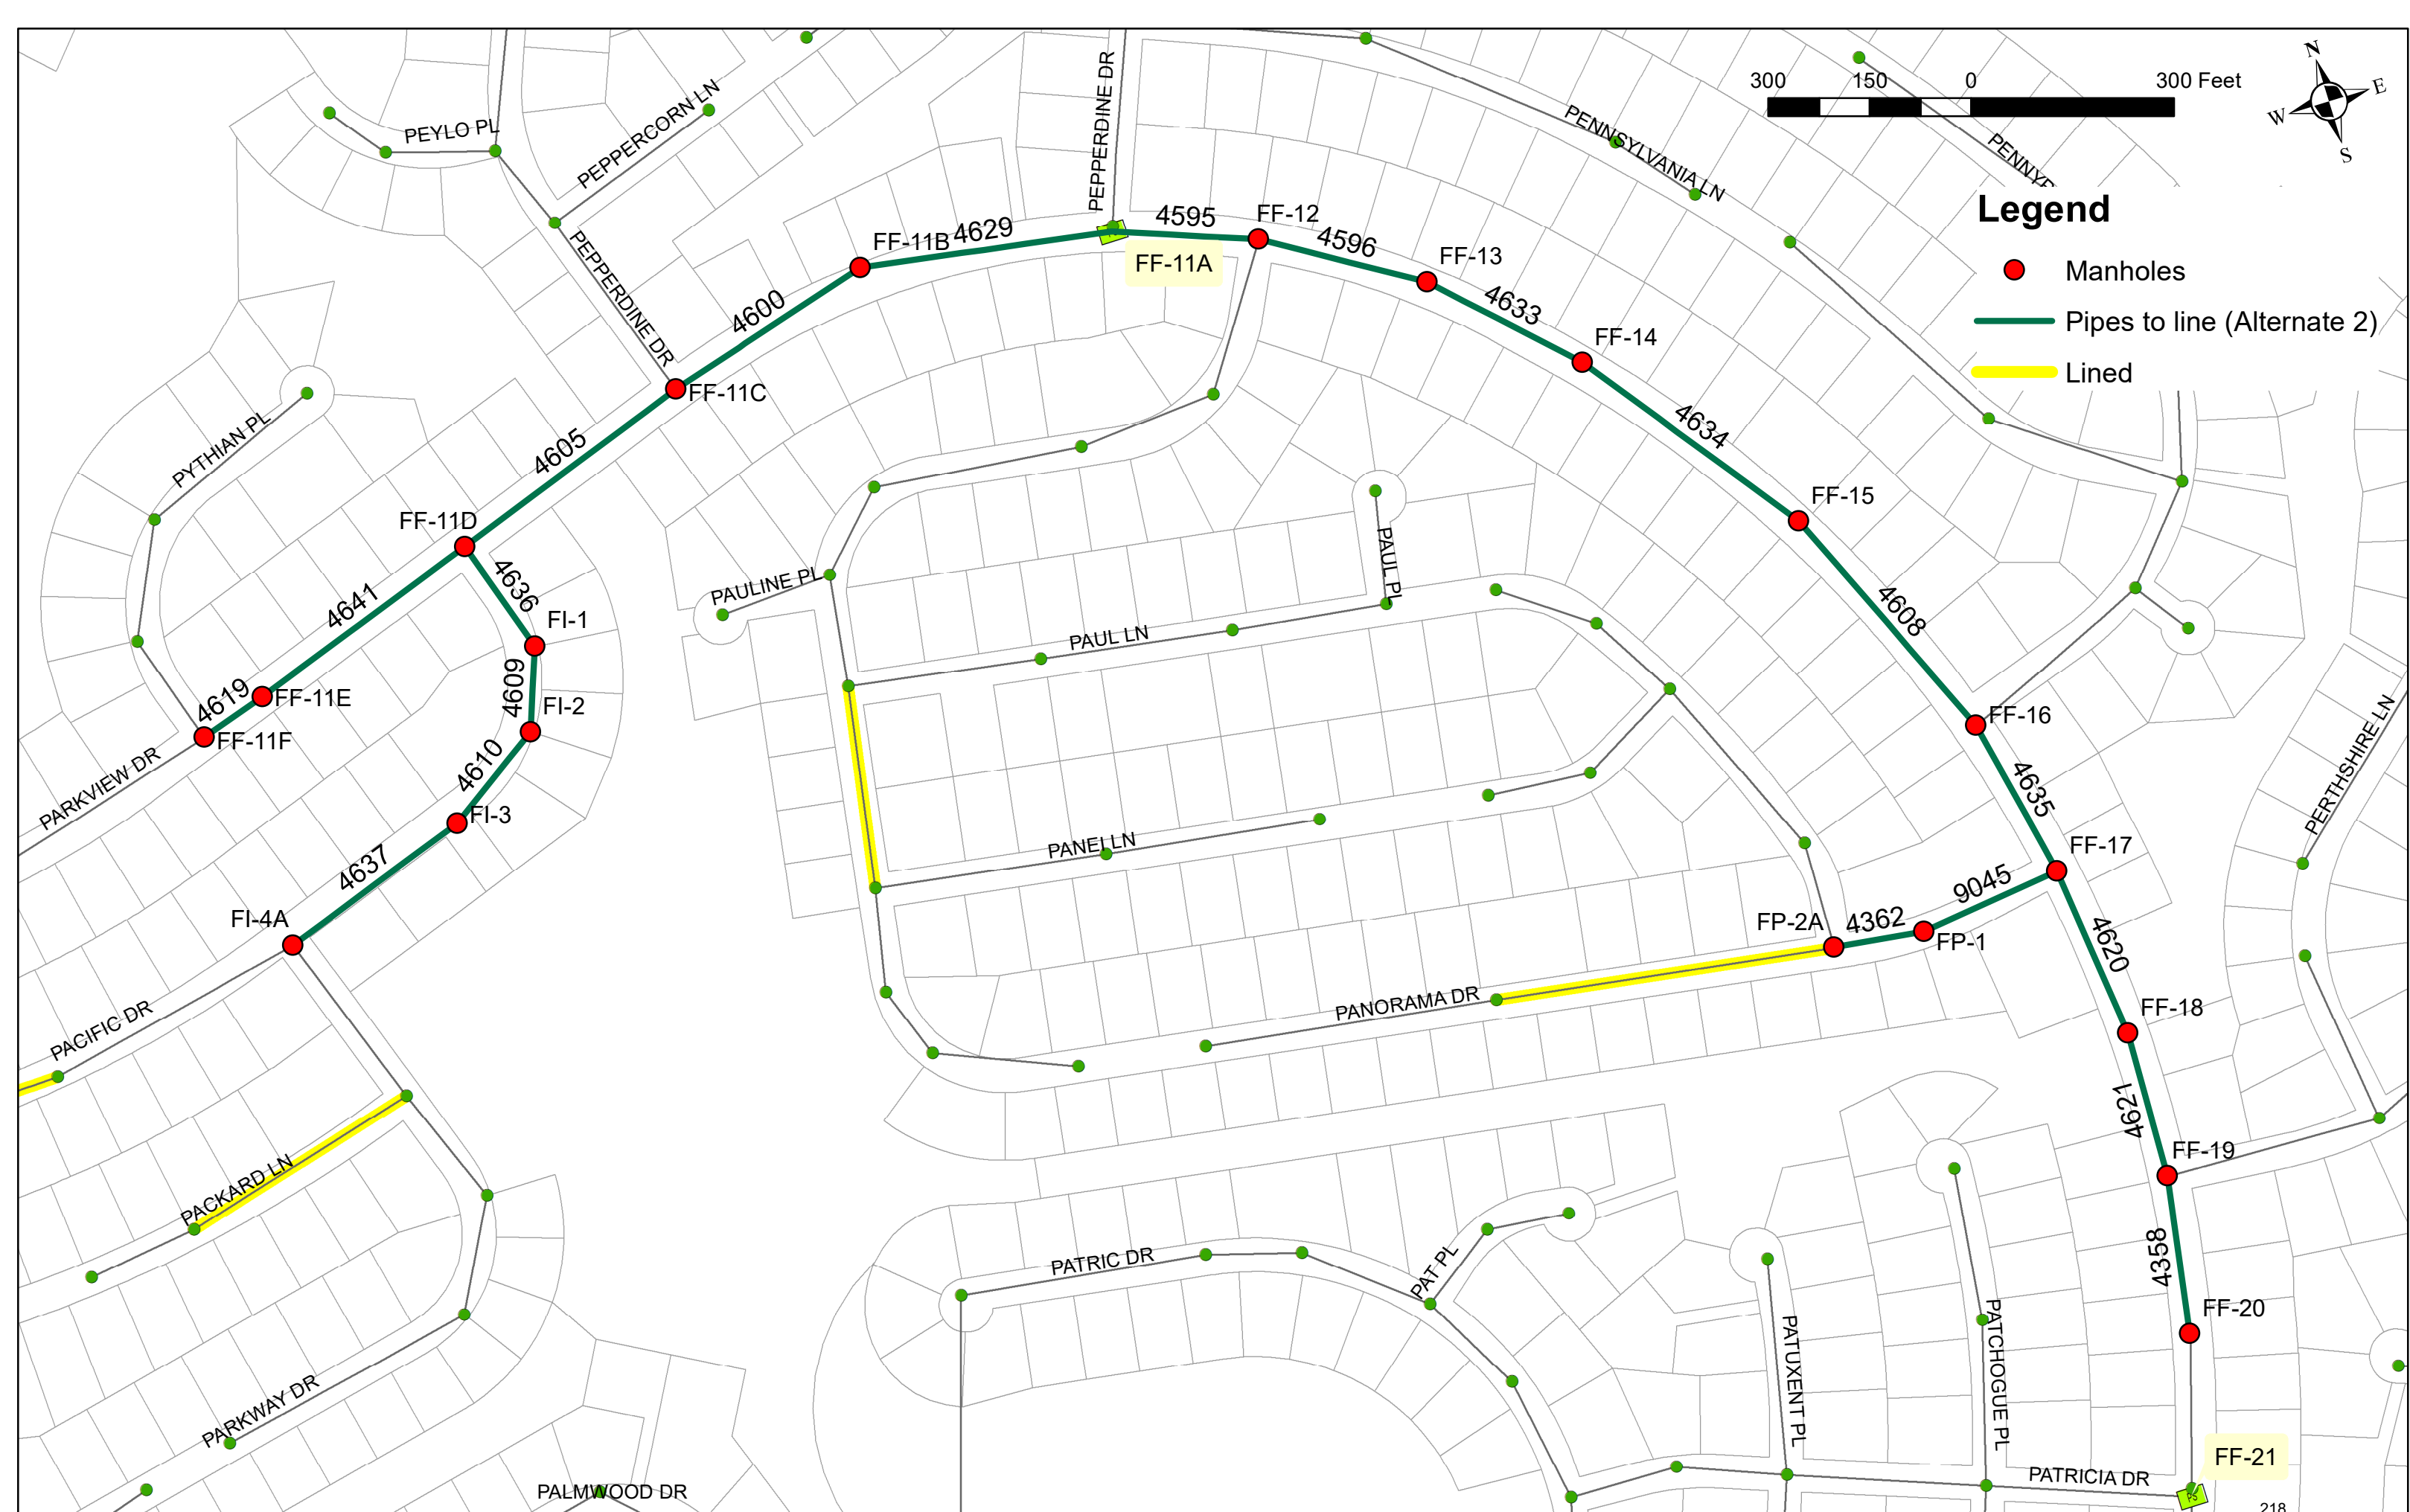 300 150 0 300 Feet
N
E
W
S
PEYLO PL
PEPPERCORN LN
PEPPERDINE DR
PENNSYLVANIA LN
Legend
Manholes
Pipes to line (Alternate 2)
Lined
4595
FF-12
FF-11B
4629
FF-11A
4596
FF-13
PEPPERDINE DR
4600
4633
FF-14
FF-11C
PYTHIAN PL
4605
4634
FF-15
FF-11D
4636
PAUL PL
PAULINE PL
4641
FI-1
PAUL LN
4608
4619
FF-11E
4609
FI-2
FF-16
FF-11F
PARKVIEW DR
4610
4635
PERTHSHIRE LN
FI-3
PANEL LN
FF-17
4637
9045
FI-4A
FP-2A
4362
FP-1
4620
PACIFIC DR
PANORAMA DR
FF-18
4621
PACKARD LN
FF-19
PATRIC DR
PAT PL
4358
FF-20
PATUXENT PL
PATCHOGUE PL
PARKWAY DR
FF-21
PATRICIA DR
PALMWOOD DR
PS
218